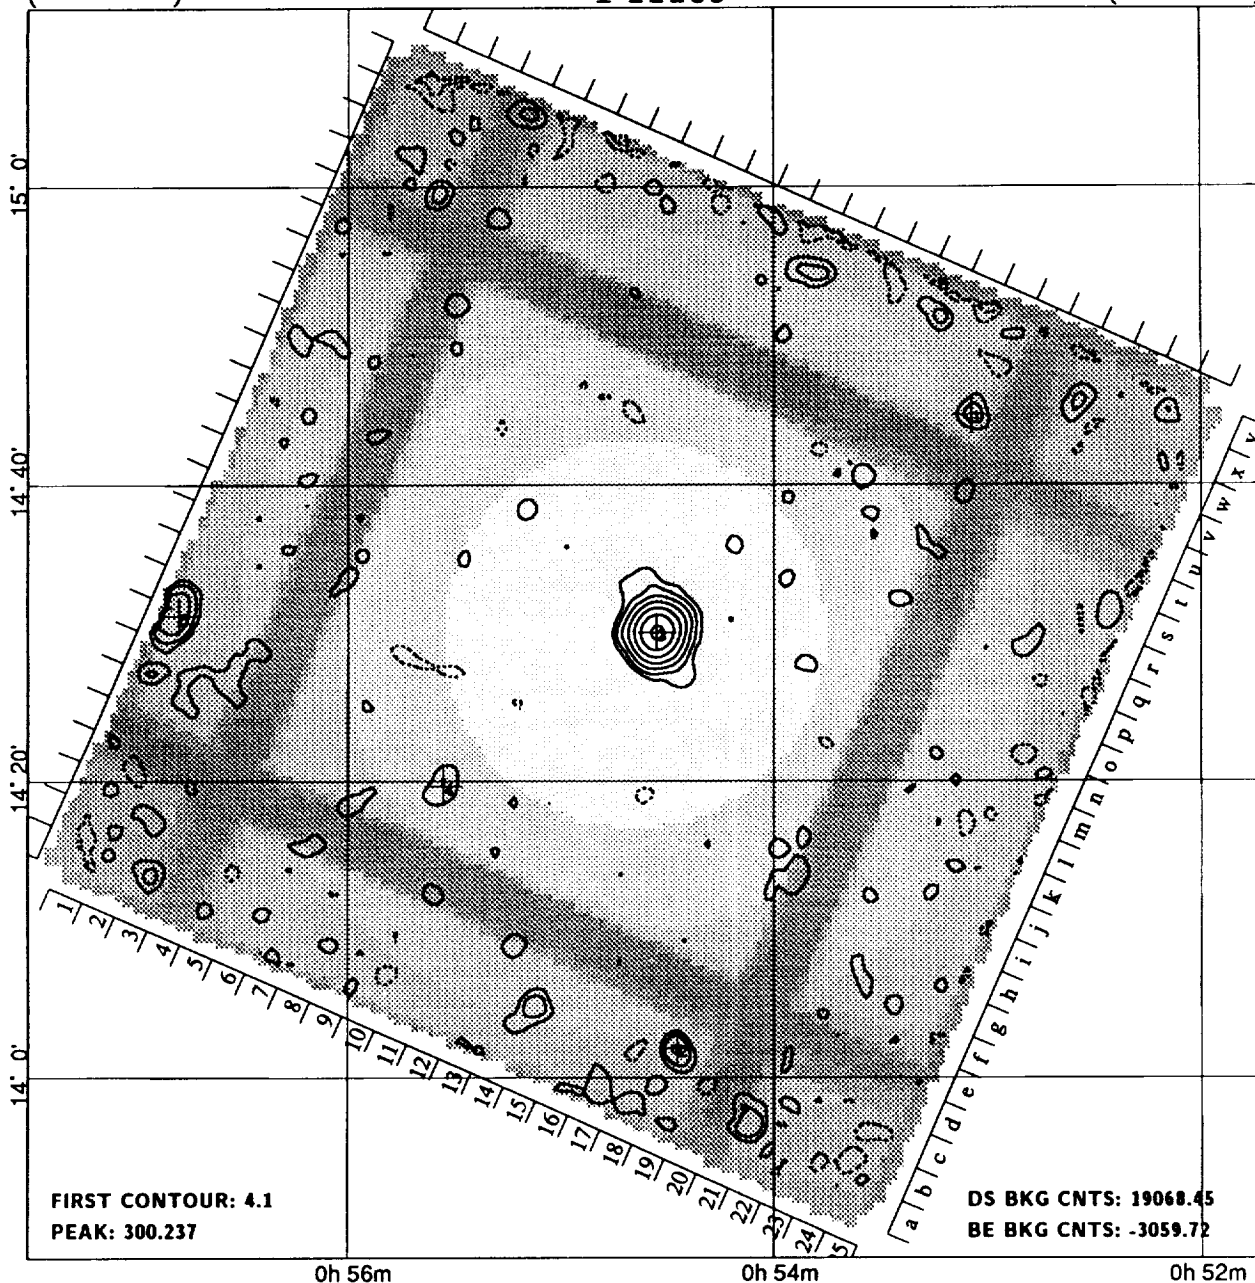 15° 0'
14° 40'
14° 20'
14° 0'
1 2 3 4 5 6 7 8 9 10 11 12 13 14 15 16 17 18 19 20 21 22 23 24 25
a b c d e f g h i j k l m n o p q r s t u v w x y
FIRST CONTOUR: 4.1
PEAK: 300.237
DS BKG CNTS: 19068.45
BE BKG CNTS: -3059.72
0h 56m
0h 54m
0h 52m